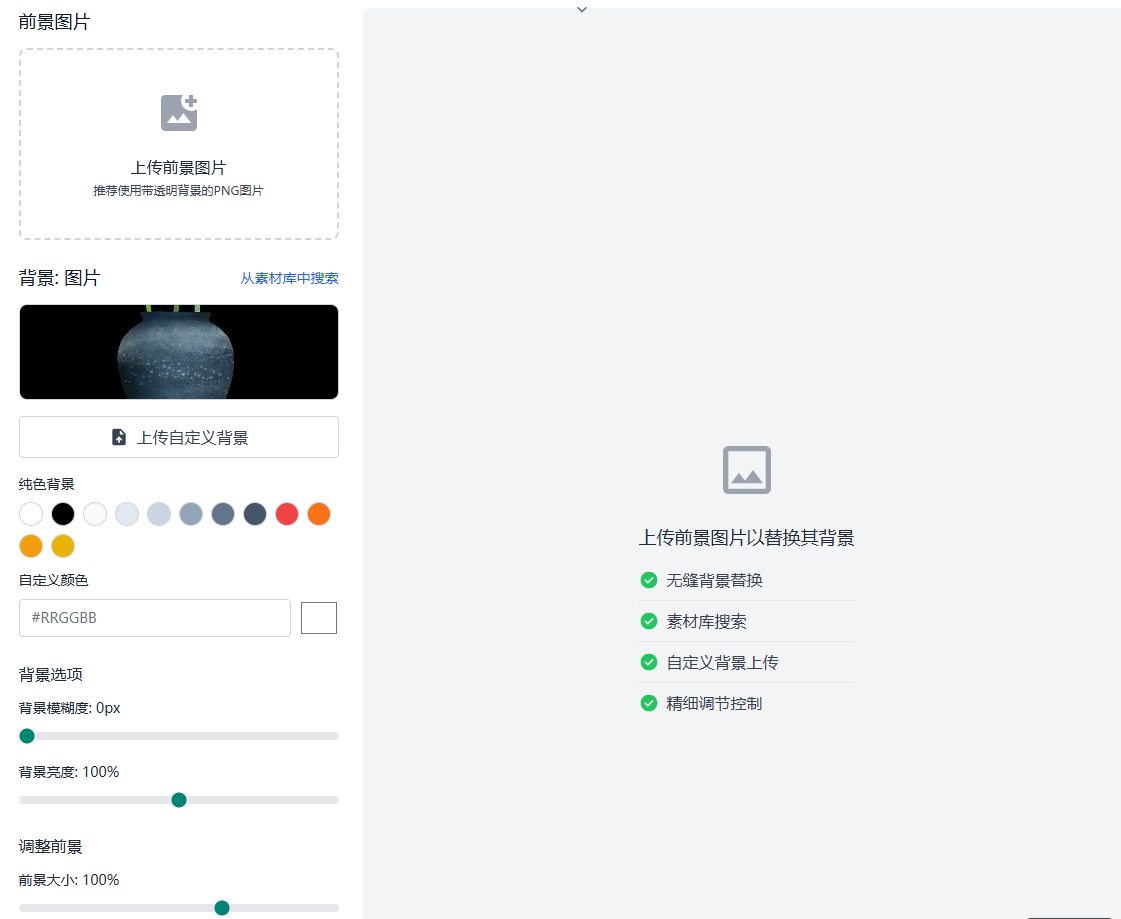 前景图片
上传前景图片
推荐使用带透明背景的PNG图片
背景: 图片
从素材库中搜索
上传自定义背景
纯色背景
自定义颜色
#RRGGBB
背景选项
背景模糊度: 0px
背景亮度: 100%
调整前景
前景大小: 100%
上传前景图片以替换其背景
无缝背景替换
素材库搜索
自定义背景上传
精细调节控制